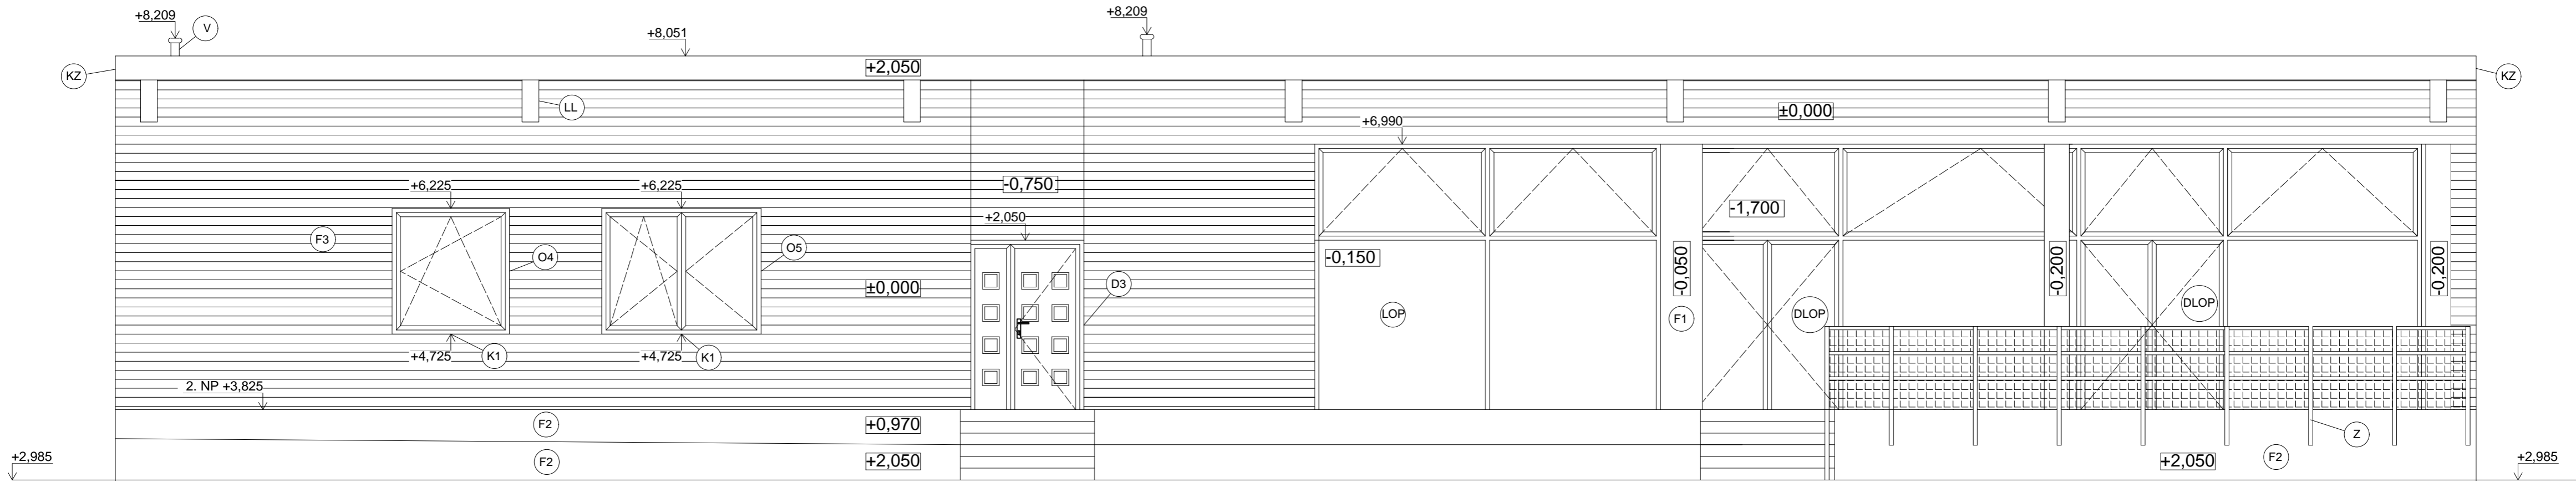 +8,209
V
+8,209
+8,051
KZ
+2,050
KZ
LL
±0,000
+6,990
+6,225
+6,225
-0,750
+2,050
-1,700
F3
O4
O5
-0,150
-0,050
-0,200
-0,200
D3
±0,000
LOP
F1
DLOP
DLOP
+4,725
K1
+4,725
K1
2. NP +3,825
F2
+0,970
Z
+2,985
F2
+2,050
+2,050
F2
+2,985